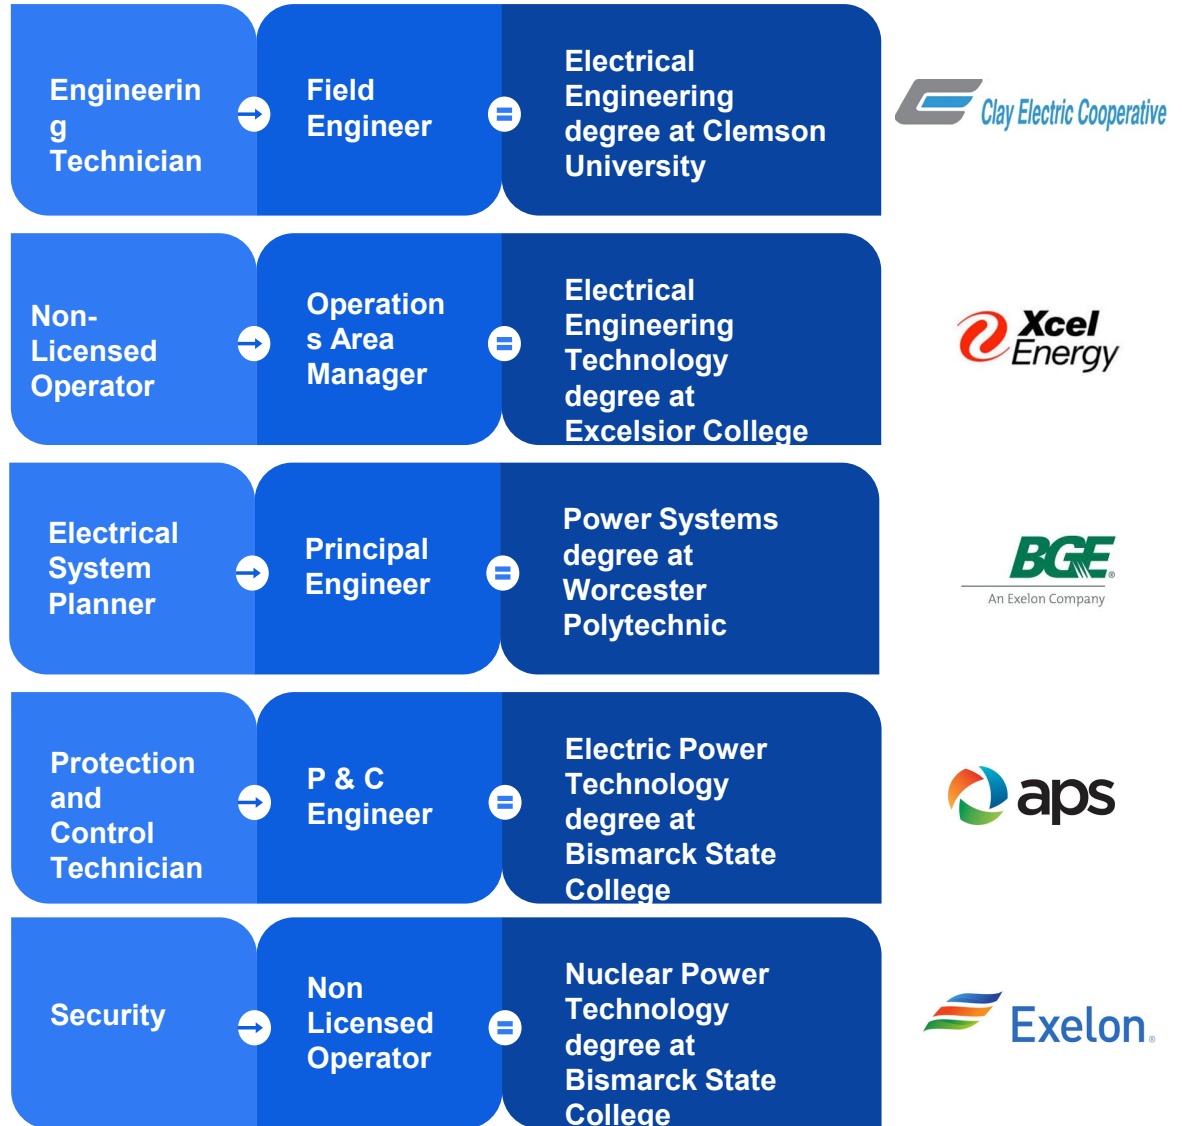 Engineerin
g
Technician
Field
Engineer
Electrical
Engineering
degree at Clemson
University
Clay Electric Cooperative
Non-
Licensed
Operator
Operation
s Area
Manager
Electrical
Engineering
Technology
degree at
Excelsior College
Xcel
Energy
Electrical
System
Planner
Principal
Engineer
Power Systems
degree at
Worcester
Polytechnic
BGE®
An Exelon Company
Protection
and
Control
Technician
P & C
Engineer
Electric Power
Technology
degree at
Bismarck State
College
aps
Security
Non
Licensed
Operator
Nuclear Power
Technology
degree at
Bismarck State
College
Exelon®